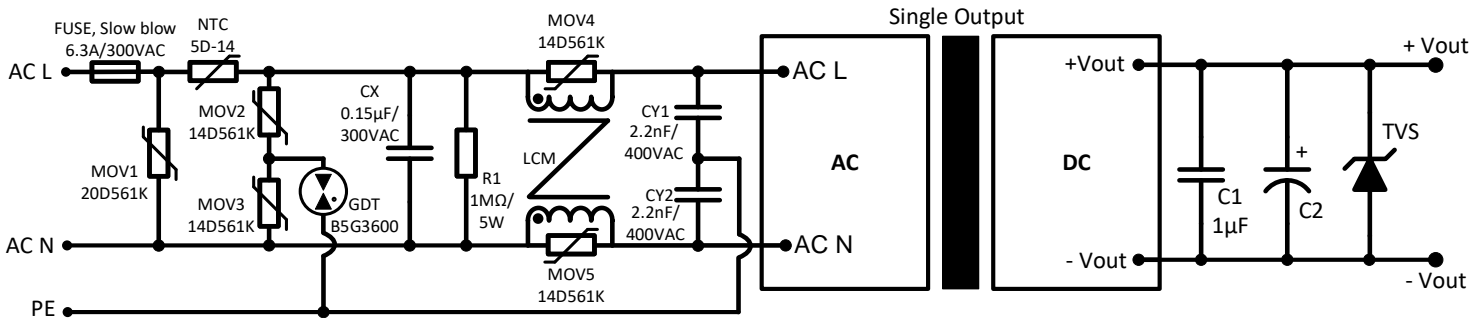 Single Output
FUSE, Slow blow
6.3A/300VAC
NTC
5D-14
MOV4
14D561K
AC L
AC L
+Vout
+ Vout
MOV2
14D561K
CX
0.15µF/
300VAC
CY1
2.2nF/
400VAC
TVS
MOV1
20D561K
LCM
AC
DC
R1
1MΩ/
5W
CY2
2.2nF/
400VAC
+
C1
1µF
C2
MOV3
14D561K
GDT
B5G3600
AC N
AC N
- Vout
- Vout
MOV5
14D561K
PE